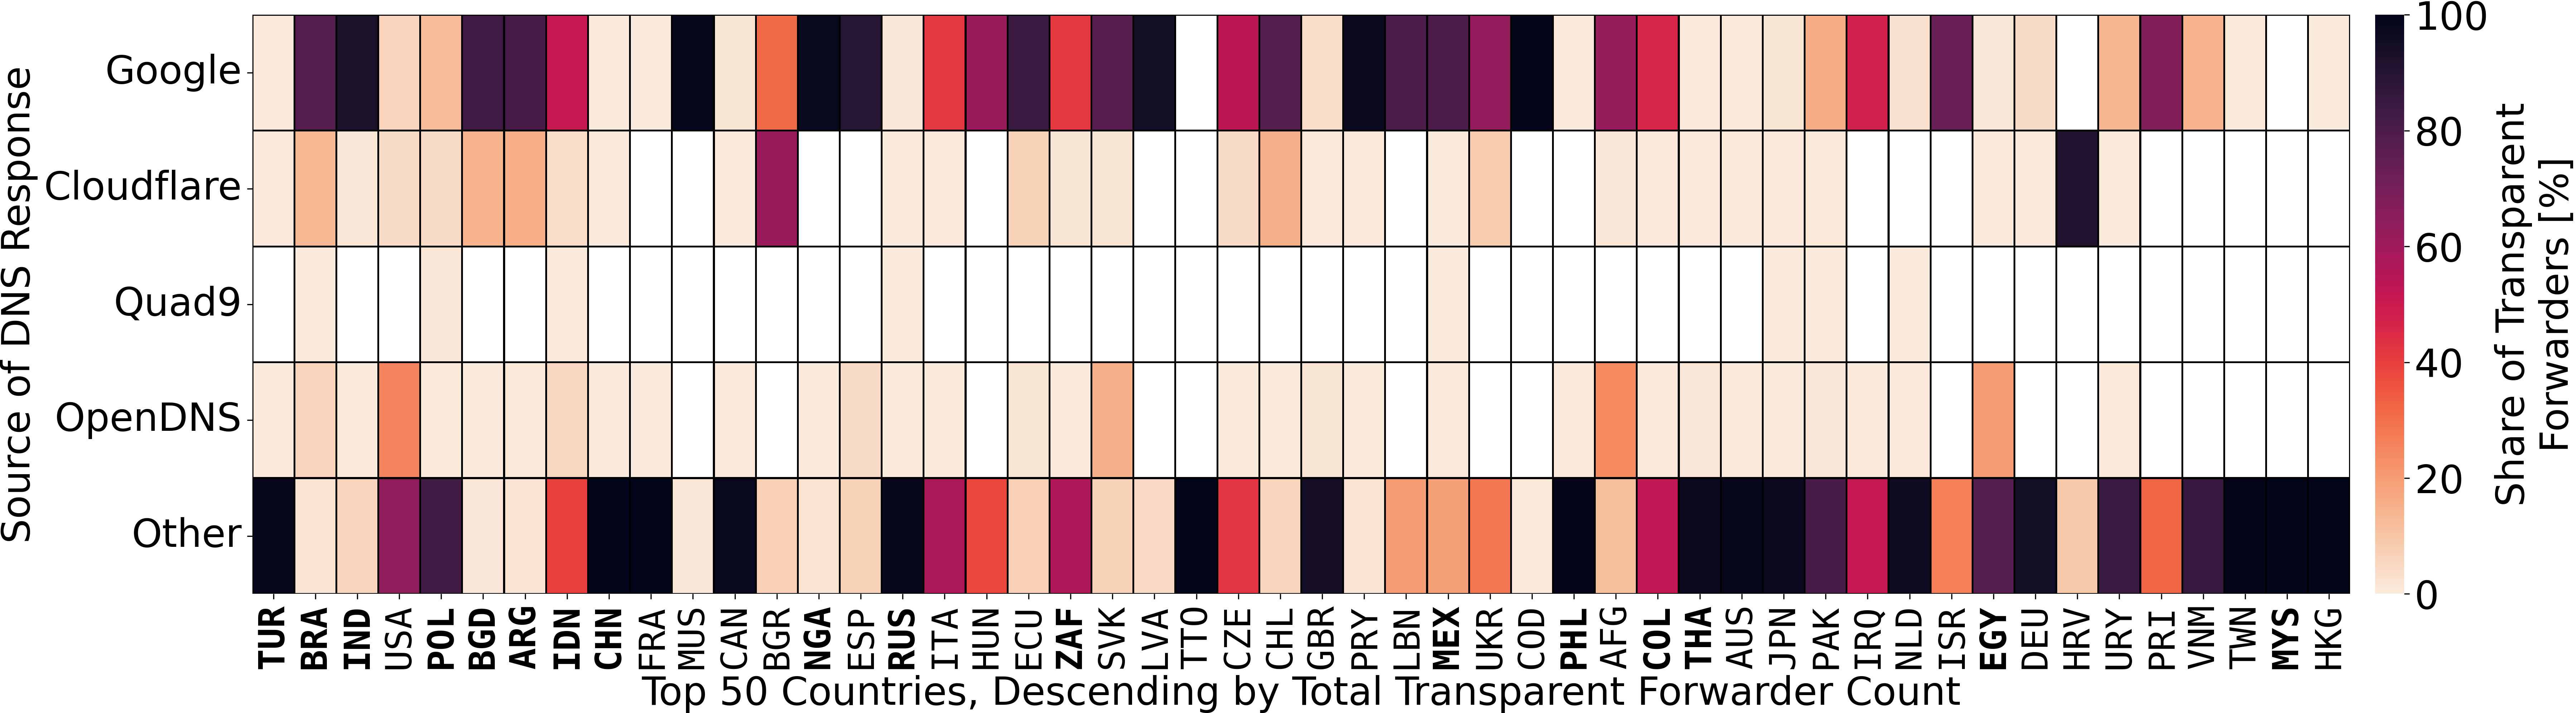 Source of DNS Response
Google
Cloudflare
Quad9
OpenDNS
Other
TUR BRA IND USA POL BGD ARG IDN CHN FRA MUS CAN BGR NGA ESP RUS ITA HUN ECU ZAF SVK LVA TTO CZE CHL GBR PRY LBN MEX UKR COD PHL AFG COL THA AUS JPN PAK IRQ NLD ISR EGY DEU HRV URY PRI VNM TWN MYS HKG
Top 50 Countries, Descending by Total Transparent Forwarder Count
100
80
60
40
20
0
Share of Transparent
Forwarders [%]